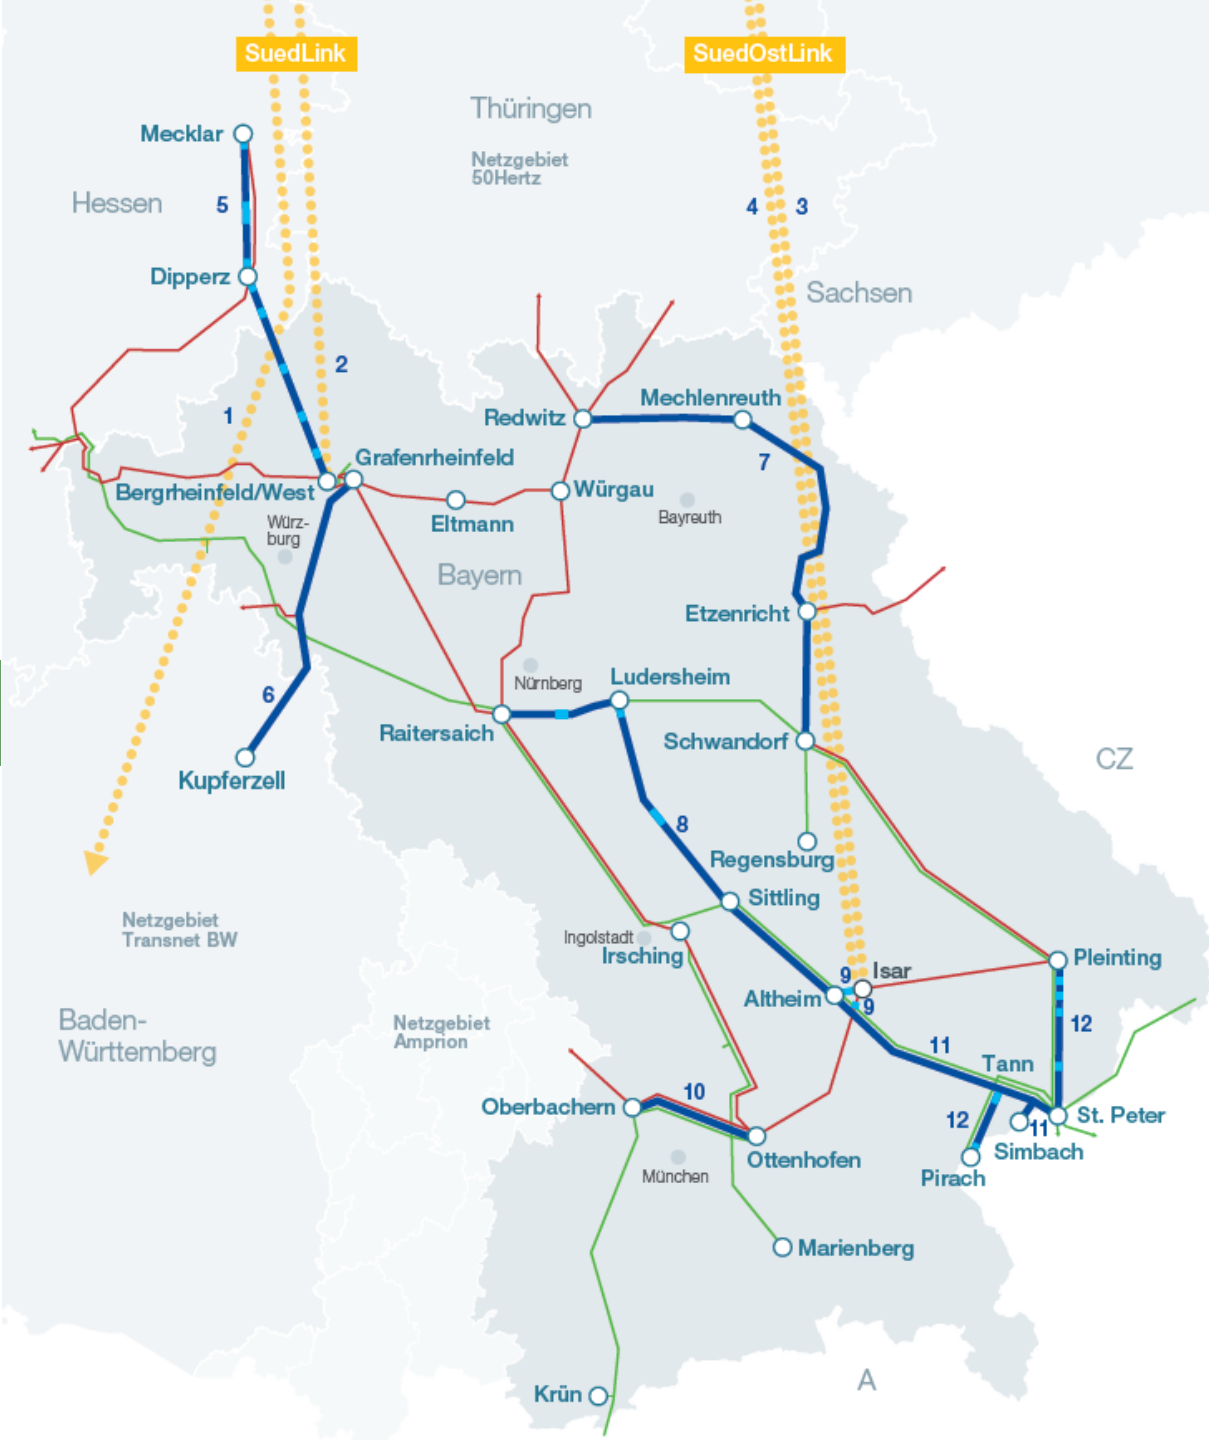 SuedLink
SuedOstLink
Thüringen
Mecklar
Netzgebiet
50Hertz
Hessen
5
4
3
Dipperz
Sachsen
2
1
Mechlenreuth
Redwitz
Grafenrheinfeld
7
Bergrheinfeld/West
Würgau
Eltmann
Bayreuth
Würz-
burg
Bayern
Etzenricht
Nürnberg
Ludersheim
6
Raitersaich
Schwandorf
CZ
Kupferzell
8
Regensburg
Sittling
Netzgebiet
Transnet BW
Ingolstadt
Irsching
Pleinting
9
Isar
Altheim
9
Baden-
Württemberg
Netzgebiet
Amprion
12
11
Tann
10
Oberbachern
12
11
St. Peter
Simbach
Ottenhofen
München
Pirach
Marienberg
A
Krün